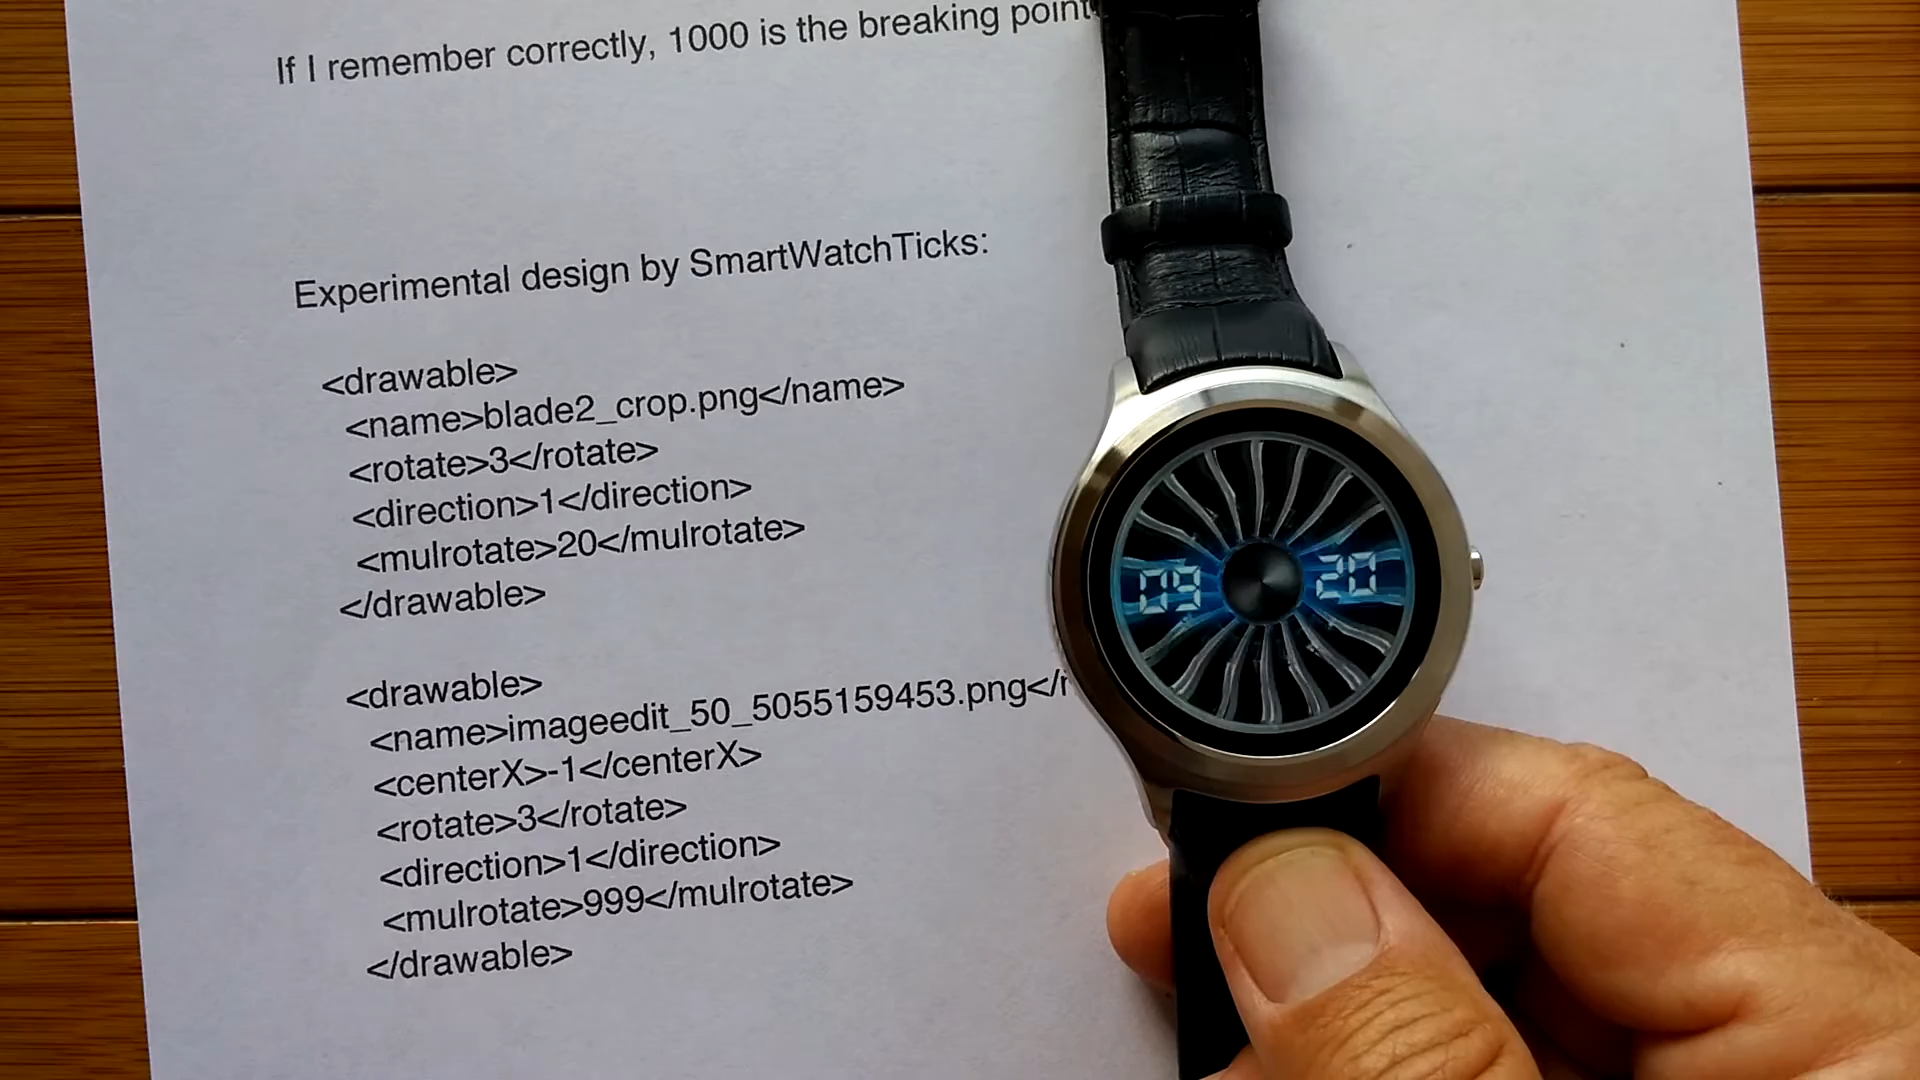 If I remember correctly, 1000 is the breaking point
Experimental design by SmartWatchTicks:
<drawable>
<name>blade2_crop.png</name>
<rotate>3</rotate>
<direction>1</direction>
<mulrotate>20</mulrotate>
</drawable>
<drawable>
<name>imageedit_50_5055159453.png</
<centerX>-1</centerX>
<rotate>3</rotate>
<direction>1</direction>
<mulrotate>999</mulrotate>
</drawable>
09 20